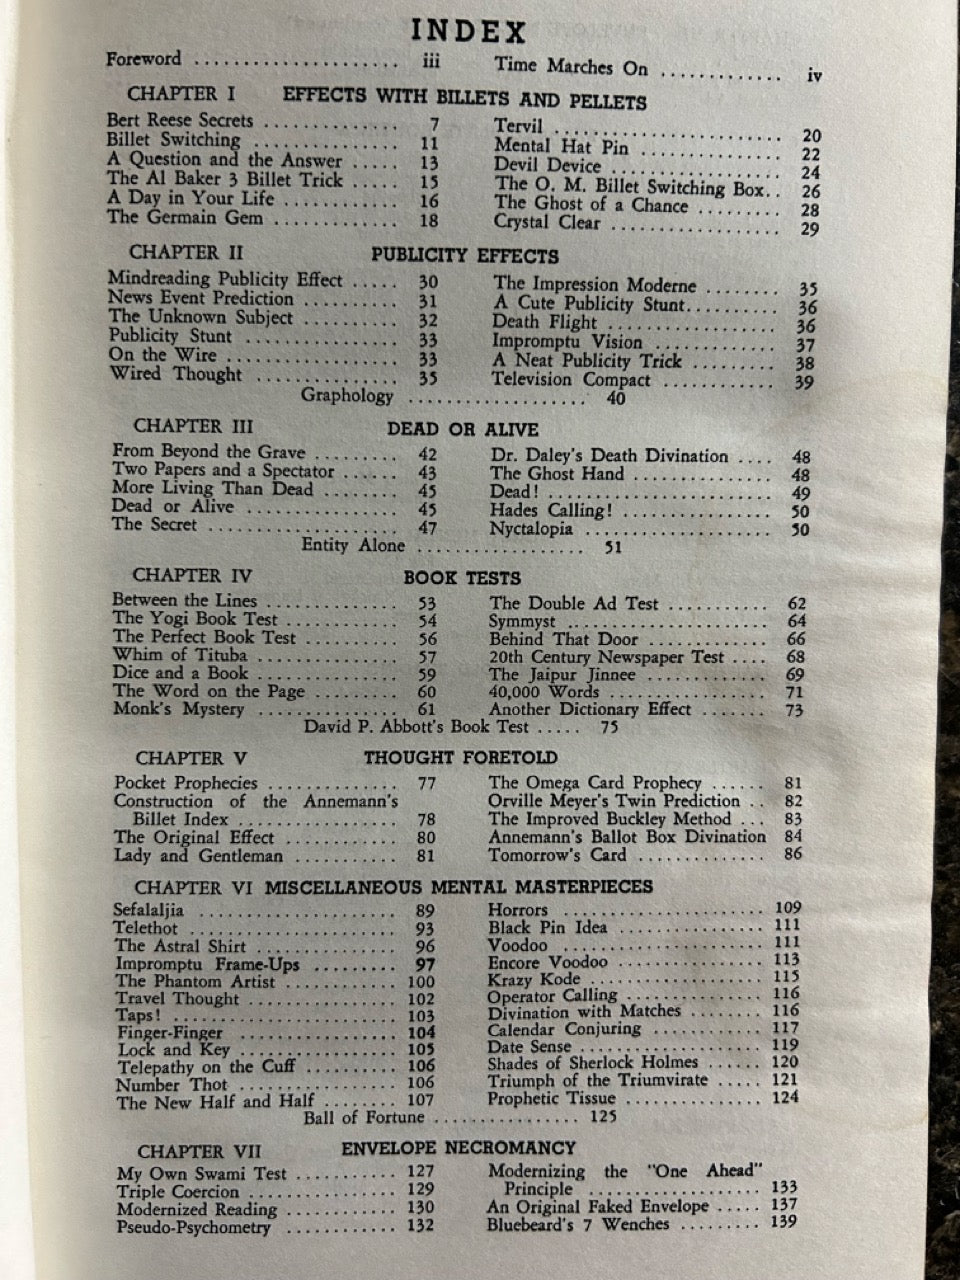 INDEX
Foreword .................... iii
Time Marches On ............. iv
CHAPTER I EFFECTS WITH BILLETS AND PELLETS
Bert Reese Secrets .............. 7
Billet Switching ................ 11
A Question and the Answer ..... 13
The Al Baker 3 Billet Trick ..... 15
A Day in Your Life ............ 16
The Germain Gem ............. 18
Tervil ....................... 20
Mental Hat Pin .............. 22
Devil Device ................. 24
The O. M. Billet Switching Box.. 26
The Ghost of a Chance ......... 28
Crystal Clear ................. 29
CHAPTER II PUBLICITY EFFECTS
Mindreading Publicity Effect ..... 30
News Event Prediction .......... 31
The Unknown Subject .......... 32
Publicity Stunt ................ 33
On the Wire .................. 33
Wired Thought ............... 35
The Impression Moderne ........ 35
A Cute Publicity Stunt.......... 36
Death Flight .................. 36
Impromptu Vision ............. 37
A Neat Publicity Trick ......... 38
Television Compact ............ 39
Graphology .................. 40
CHAPTER III DEAD OR ALIVE
From Beyond the Grave ......... 42
Two Papers and a Spectator ...... 43
More Living Than Dead ........ 45
Dead or Alive ................ 45
The Secret .................... 47
Dr. Daley's Death Divination .... 48
The Ghost Hand .............. 48
Dead! ....................... 49
Hades Calling! ................ 50
Nyctalopia .................... 50
Entity Alone ................. 51
CHAPTER IV BOOK TESTS
Between the Lines .............. 53
The Yogi Book Test ............ 54
The Perfect Book Test .......... 56
Whim of Tituba ............... 57
Dice and a Book ............... 59
The Word on the Page ......... 60
Monk's Mystery .............. 61
The Double Ad Test ........... 62
Symmyst ..................... 64
Behind That Door ............. 66
20th Century Newspaper Test .... 68
The Jaipur Jinnee ............. 69
40,000 Words ................ 71
Another Dictionary Effect ....... 73
David P. Abbott's Book Test ..... 75
CHAPTER V THOUGHT FORETOLD
Pocket Prophecies .............. 77
Construction of the Annemann's
Billet Index ................. 78
The Original Effect ............ 80
Lady and Gentleman ........... 81
The Omega Card Prophecy ...... 81
Orville Meyer's Twin Prediction .. 82
The Improved Buckley Method ... 83
Annemann's Ballot Box Divination 84
Tomorrow's Card ............. 86
CHAPTER VI MISCELLANEOUS MENTAL MASTERPIECES
Sefalaljia .................... 89
Telethot ...................... 93
The Astral Shirt ............... 96
Impromptu Frame-Ups ......... 97
The Phantom Artist ............ 100
Travel Thought ............... 102
Taps! ........................ 103
Finger-Finger ................. 104
Lock and Key ................ 105
Telepathy on the Cuff .......... 106
Number Thot ................ 106
The New Half and Half ........ 107
Horrors ...................... 109
Black Pin Idea ................ 111
Voodoo ...................... 111
Encore Voodoo ............... 113
Krazy Kode .................. 115
Operator Calling .............. 116
Divination with Matches ........ 116
Calendar Conjuring ............ 117
Date Sense ................... 119
Shades of Sherlock Holmes ...... 120
Triumph of the Triumvirate ..... 121
Prophetic Tissue .............. 124
Ball of Fortune ................ 125
CHAPTER VII ENVELOPE NECROMANCY
My Own Swami Test .......... 127
Triple Coercion ............... 129
Modernized Reading ........... 130
Pseudo-Psychometry ........... 132
Modernizing the "One Ahead"
Principle ................... 133
An Original Faked Envelope ..... 137
Bluebeard's 7 Wenches ......... 139